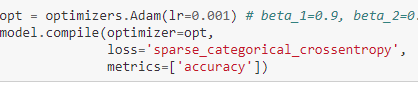 opt = optimizers.Adam(lr=0.001) # beta_1=0.9, beta_2=0.
model.compile(optimizer=opt,
loss='sparse_categorical_crossentropy',
metrics=['accuracy'])